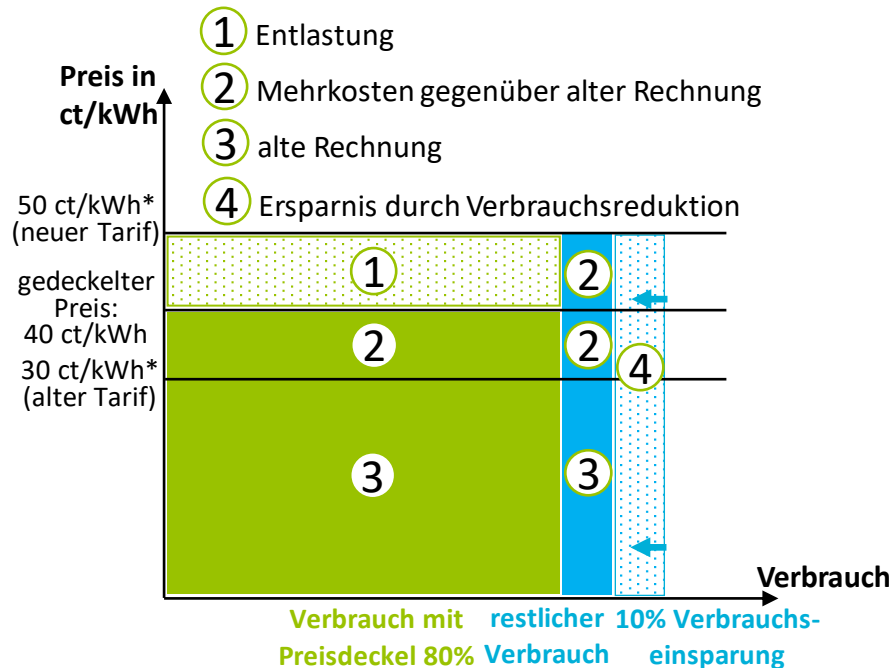 1 Entlastung
Preis in
ct/kWh
2 Mehrkosten gegenüber alter Rechnung
3 alte Rechnung
4 Ersparnis durch Verbrauchsreduktion
50 ct/kWh*
(neuer Tarif)
gedeckelter
Preis:
40 ct/kWh
30 ct/kWh*
(alter Tarif)
1
2
2
2
4
3
3
Verbrauch
Verbrauch mit
Preisdeckel 80%
restlicher
Verbrauch
10% Verbrauchs-
einsparung